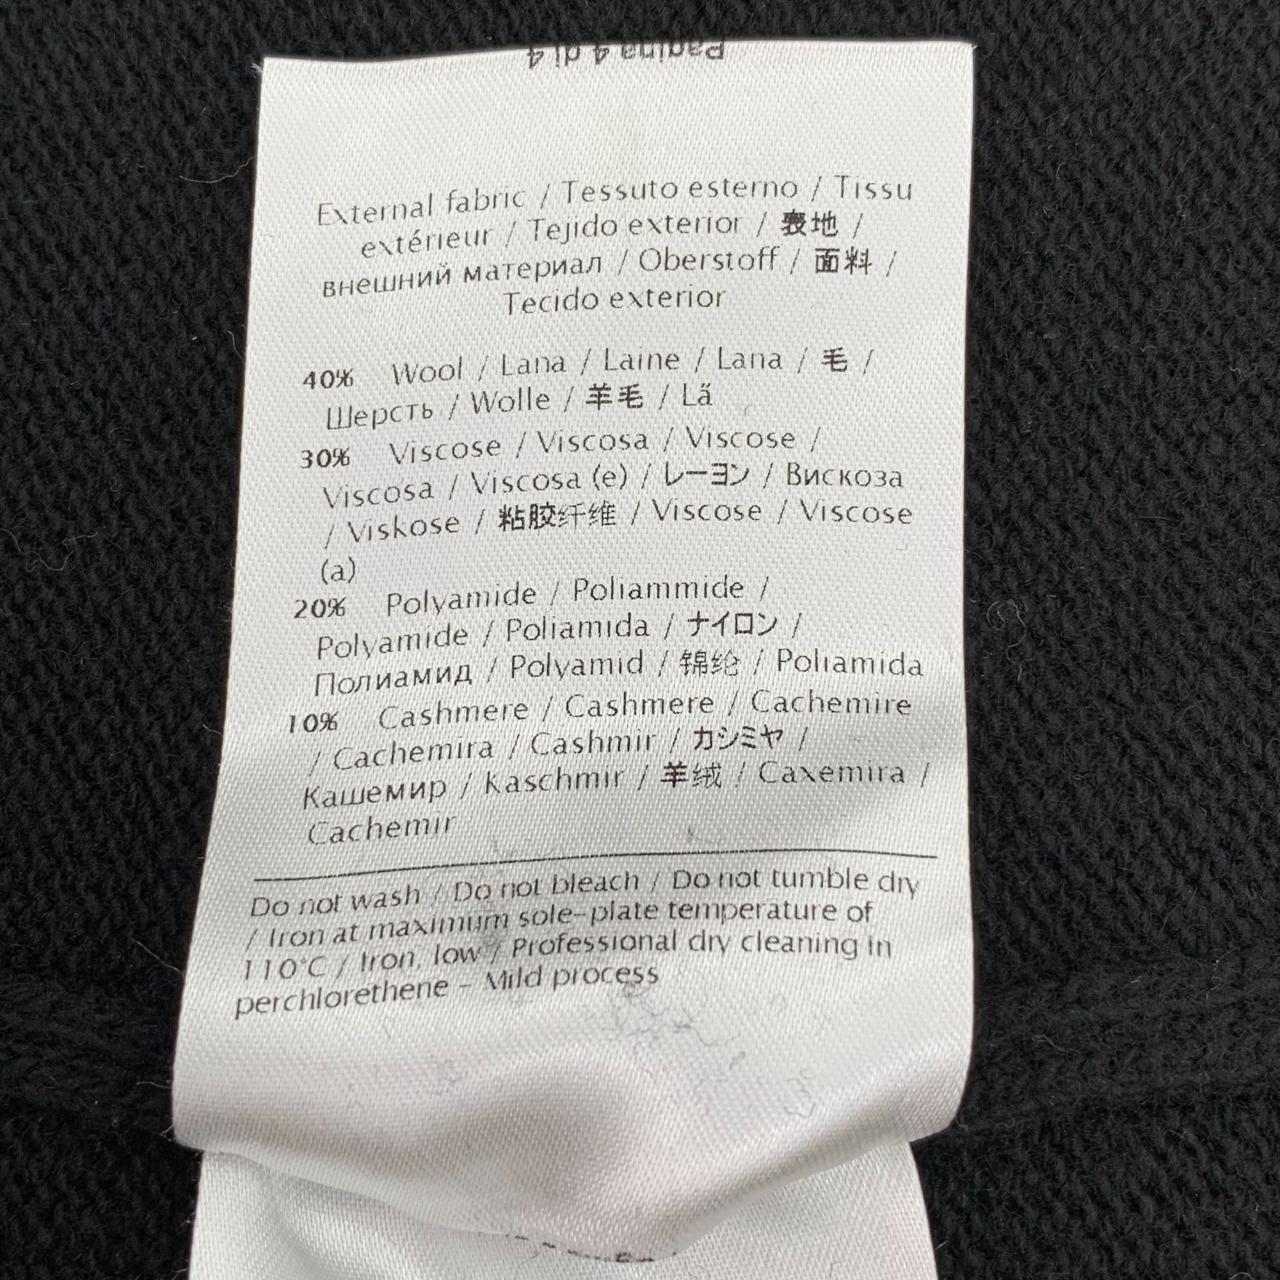 Pagina 4 di 4
External fabric / Tessuto esterno / Tissu
extérieur / Tejido exterior / 表地 /
внешний материал / Oberstoff / 面料 /
Tecido exterior
40% Wool / Lana / Laine / Lana / 毛 /
Шерсть / Wolle / 羊毛 / Lã
30% Viscose / Viscosa / Viscose /
Viscosa / Viscosa (e) / レーヨン / Вискоза
/ Viskose / 粘胶纤维 / Viscose / Viscose
(a)
20% Polyamide / Poliammide /
Polyamide / Poliamida / ナイロン /
Полиамид / Polyamid / 锦纶 / Poliamida
10% Cashmere / Cashmere / Cachemire
/ Cachemira / Cashmir / カシミヤ /
Кашемир / Kaschmir / 羊绒 / Caxemira /
Cachemir
Do not wash / Do not bleach / Do not tumble dry
/ Iron at maximum sole-plate temperature of
110°C / Iron, low / Professional dry cleaning in
perchlorethene - Mild process